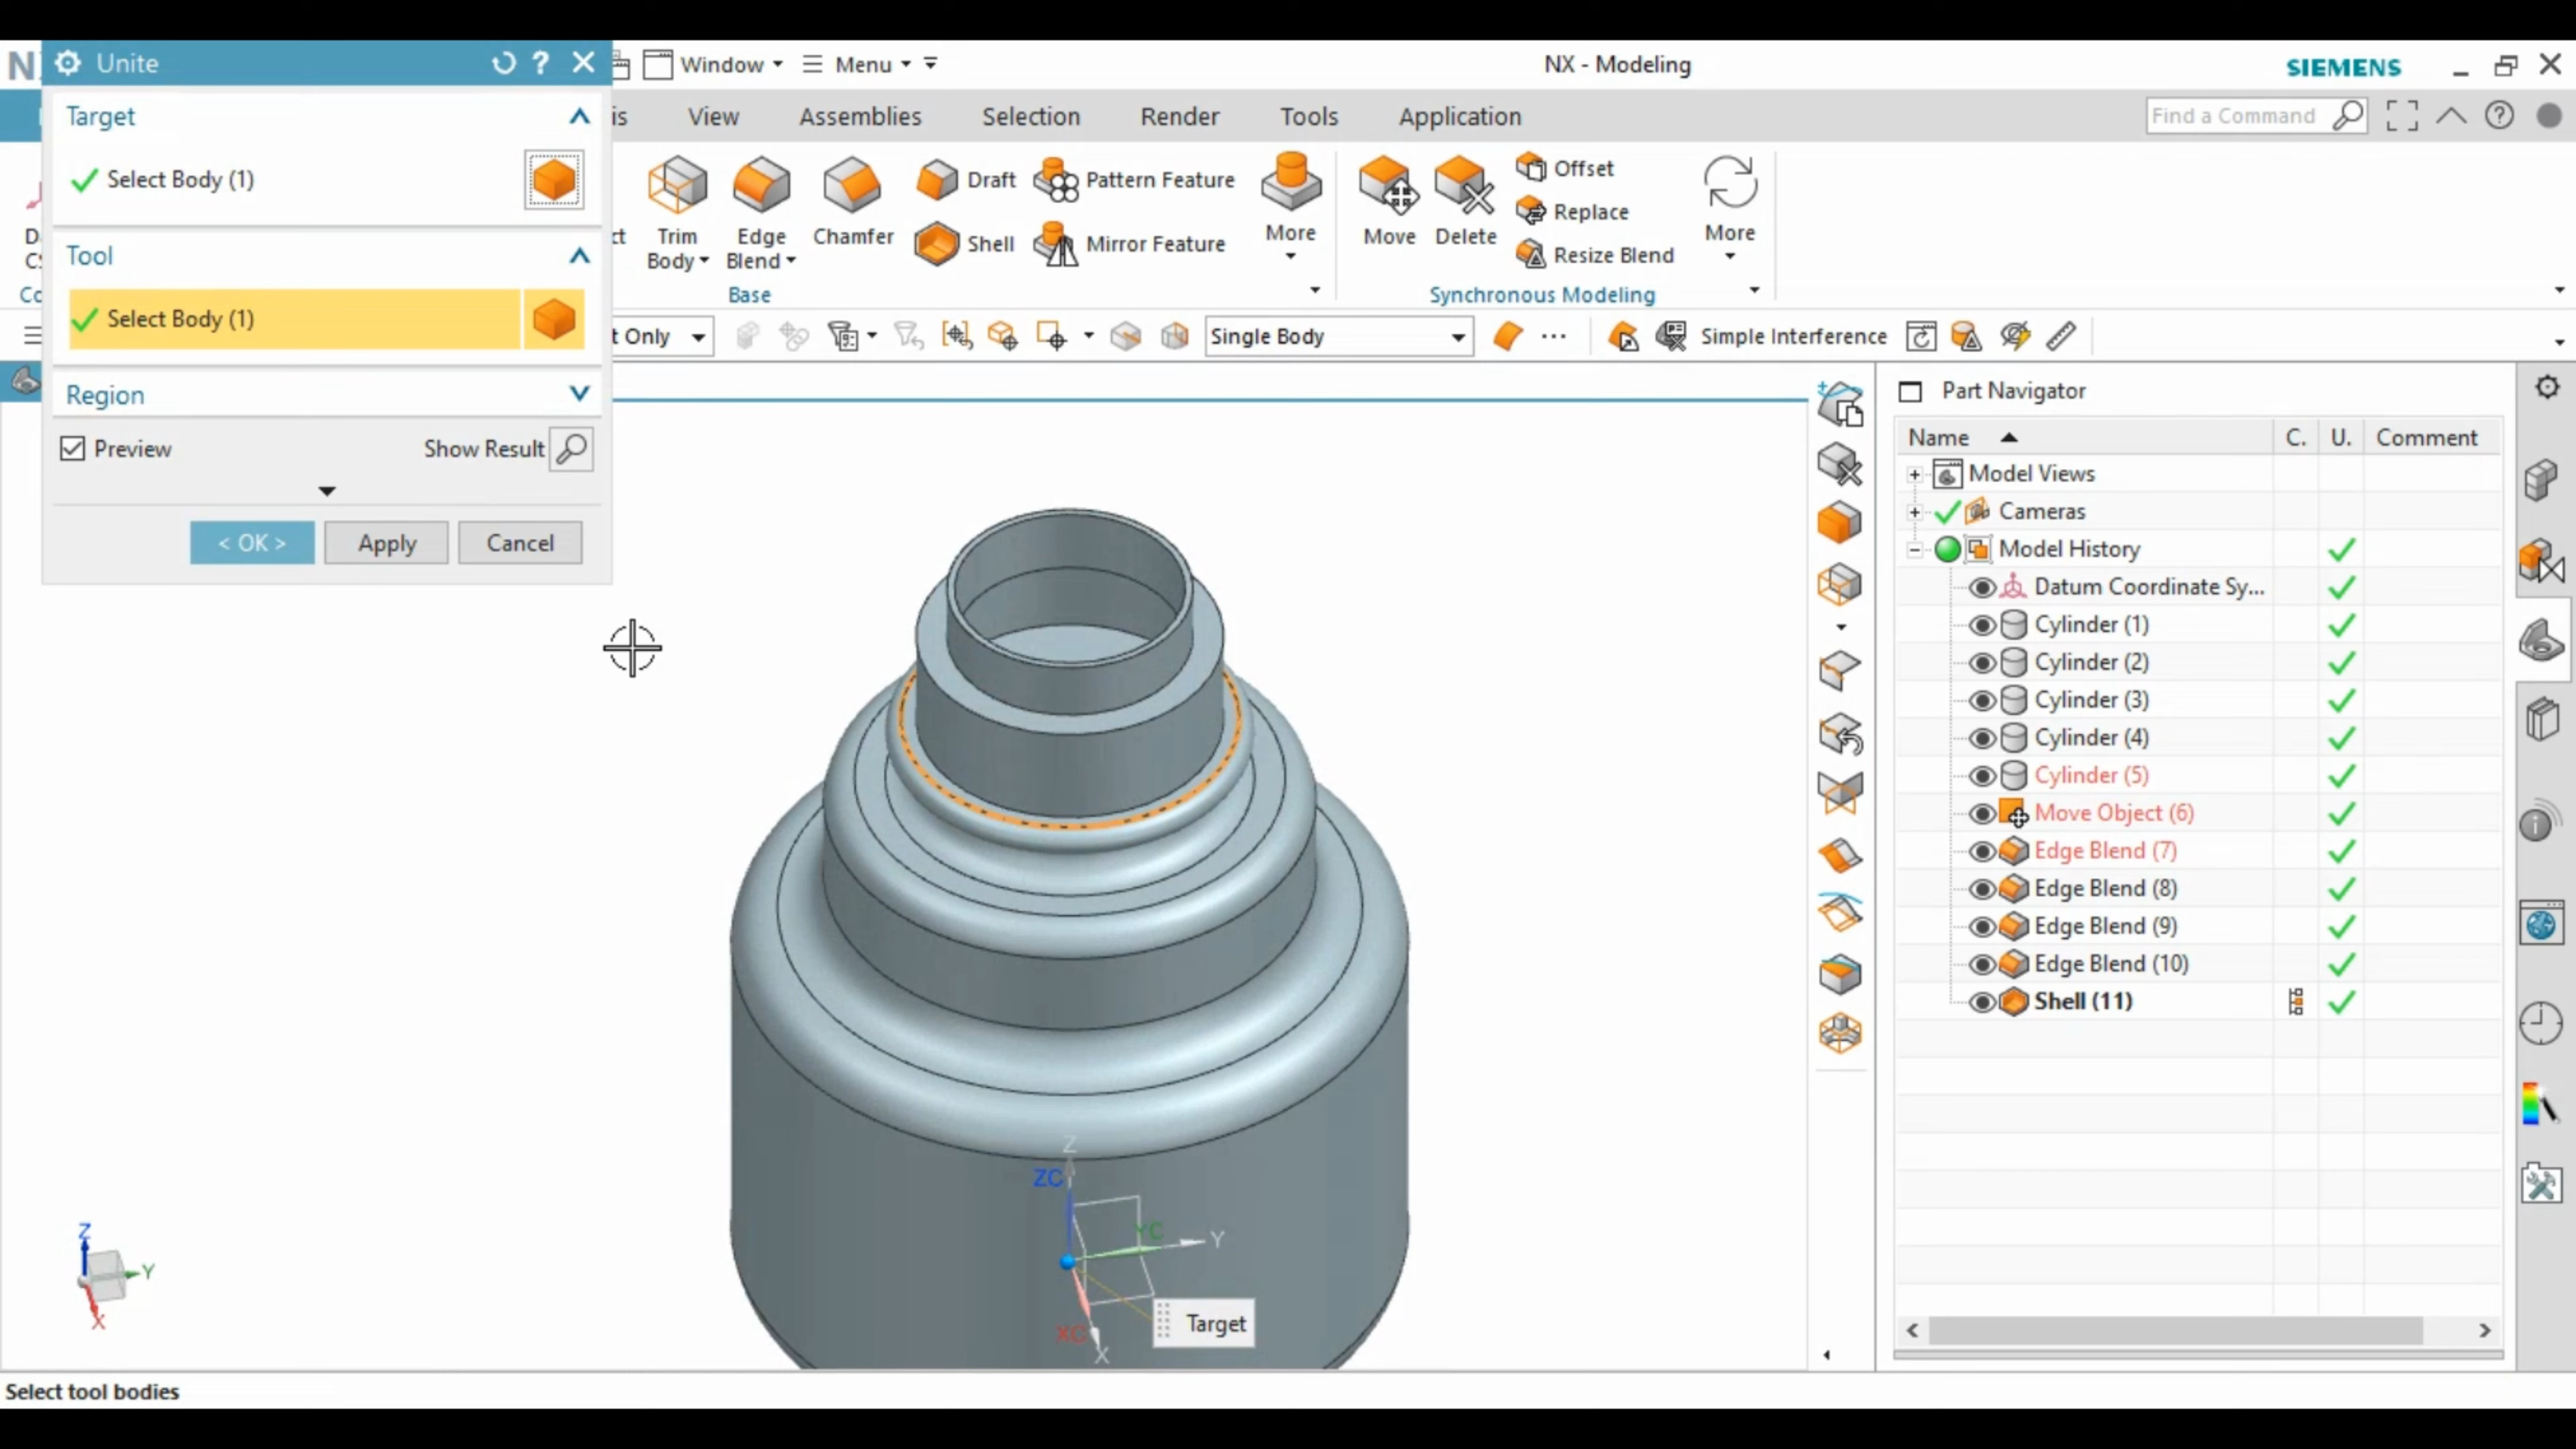 Unite
Window
Menu
NX - Modeling
SIEMENS
Target
Select Body (1)
Tool
Select Body (1)
Region
Preview
Show Result
< OK >
Apply
Cancel
is
View
Assemblies
Selection
Render
Tools
Application
Find a Command
Trim
Body
Edge
Blend
Chamfer
Draft
Shell
Pattern Feature
Mirror Feature
More
Base
Move
Delete
Offset
Replace
Resize Blend
More
Synchronous Modeling
t Only
Single Body
Simple Interference
Part Navigator
Name
C.
U.
Comment
Model Views
Cameras
Model History
Datum Coordinate Sy...
Cylinder (1)
Cylinder (2)
Cylinder (3)
Cylinder (4)
Cylinder (5)
Move Object (6)
Edge Blend (7)
Edge Blend (8)
Edge Blend (9)
Edge Blend (10)
Shell (11)
Z
ZC
YC
Y
XC
X
Target
Z
Y
X
Select tool bodies